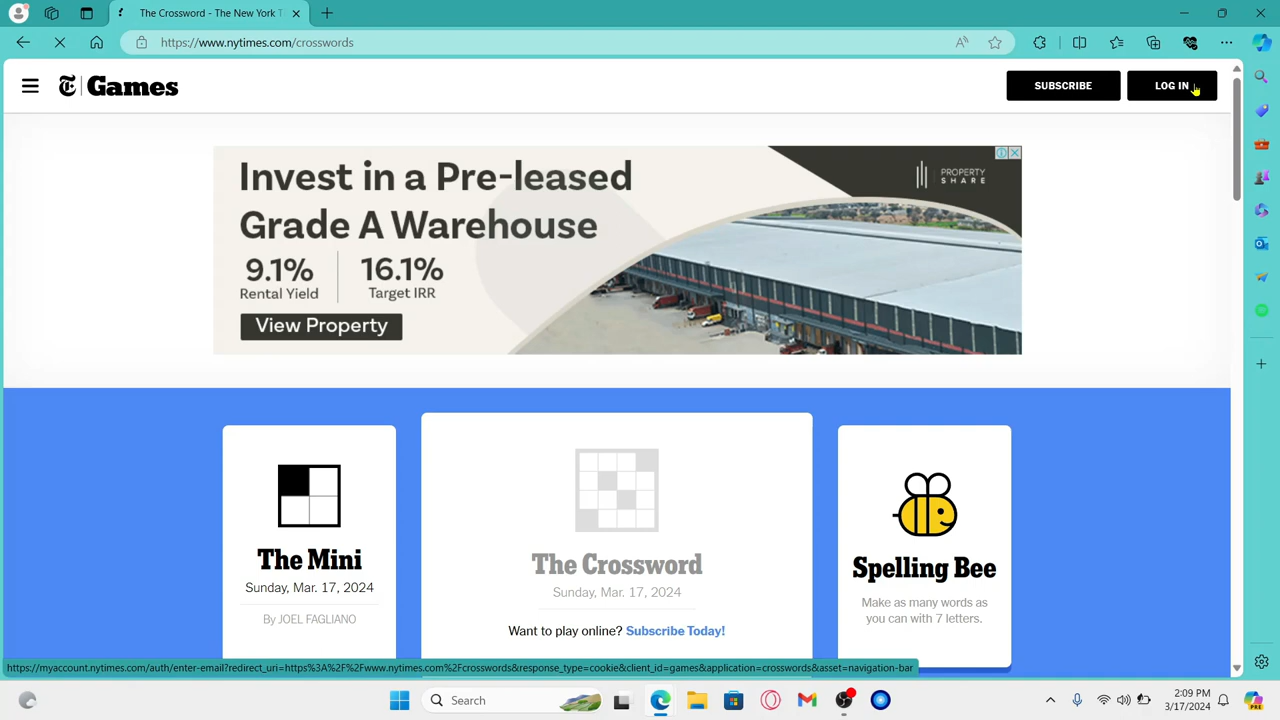 The Crossword - The New York T
https://www.nytimes.com/crosswords
T Games
SUBSCRIBE
LOG IN
Invest in a Pre-leased
Grade A Warehouse
9.1% 16.1%
Rental Yield Target IRR
View Property
PROPERTY
SHARE
The Mini
Sunday, Mar. 17, 2024
By JOEL FAGLIANO
The Crossword
Sunday, Mar. 17, 2024
Want to play online? Subscribe Today!
Spelling Bee
Make as many words as
you can with 7 letters.
https://myaccount.nytimes.com/auth/enter-email?redirect_uri=https%3A%2F%2Fwww.nytimes.com%2Fcrosswords&response_type=cookie&client_id=games&application=crosswords&asset=navigation-bar
Search
2:09 PM
3/17/2024